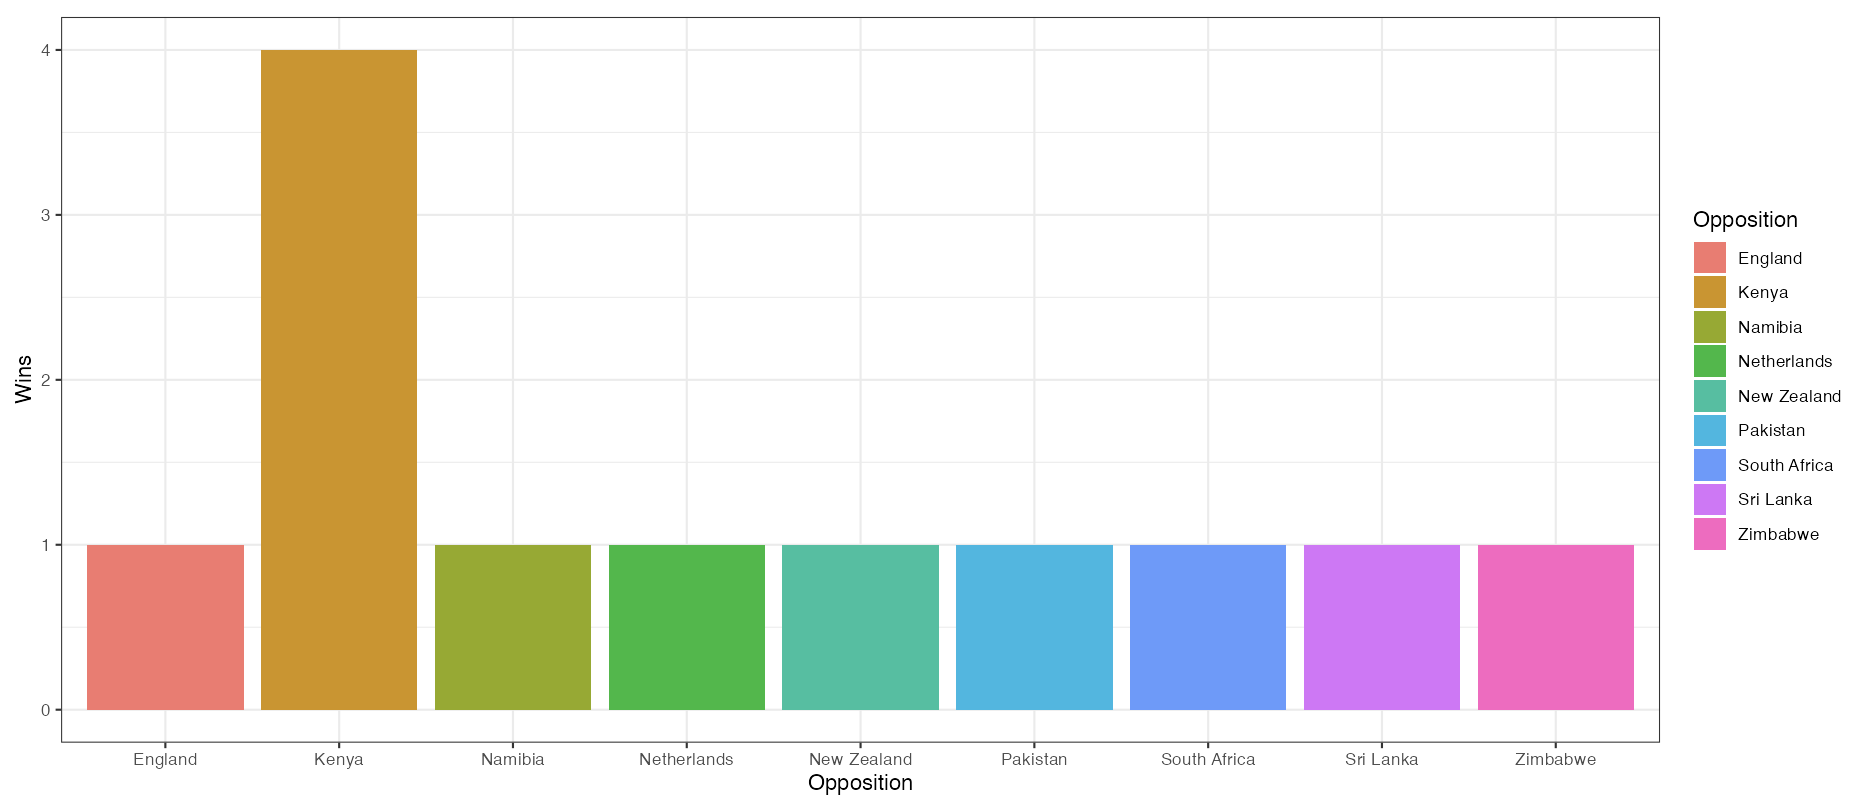 4
3
2
1
0
Wins
England Kenya Namibia Netherlands New Zealand Pakistan South Africa Sri Lanka Zimbabwe
Opposition
Opposition
England
Kenya
Namibia
Netherlands
New Zealand
Pakistan
South Africa
Sri Lanka
Zimbabwe